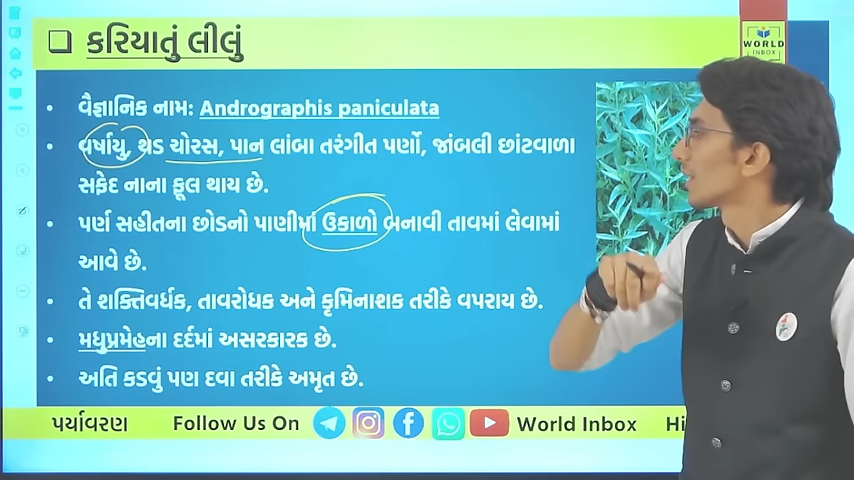 ❑ કરિયાતું લીલું
WORLD
INBOX
• વૈજ્ઞાનિક નામ: Andrographis paniculata
• વર્ષાયુ, થડ ચોરસ, પાન લાંબા તરંગીત પર્ણો, જાંબલી છાંટવાળા
સફેદ નાના ફૂલ થાય છે.
• પર્ણ સહીતના છોડનો પાણીમાં ઉકાળો બનાવી તાવમાં લેવામાં
આવે છે.
• તે શક્તિવર્ધક, તાવરોધક અને કૃમિનાશક તરીકે વપરાય છે.
• મધુપ્રમેહના દર્દમાં અસરકારક છે.
• અતિ કડવું પણ દવા તરીકે અમૃત છે.
પર્યાવરણ Follow Us On World Inbox Hi